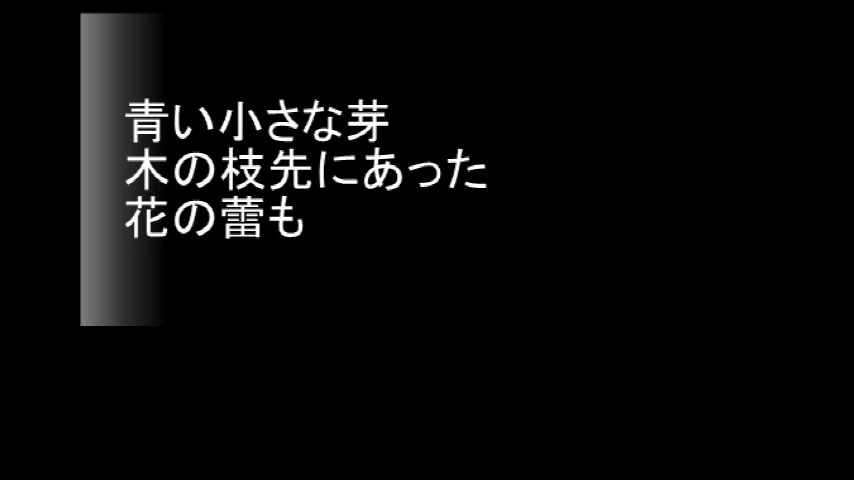 青い小さな芽
木の枝先にあった
花の蕾も